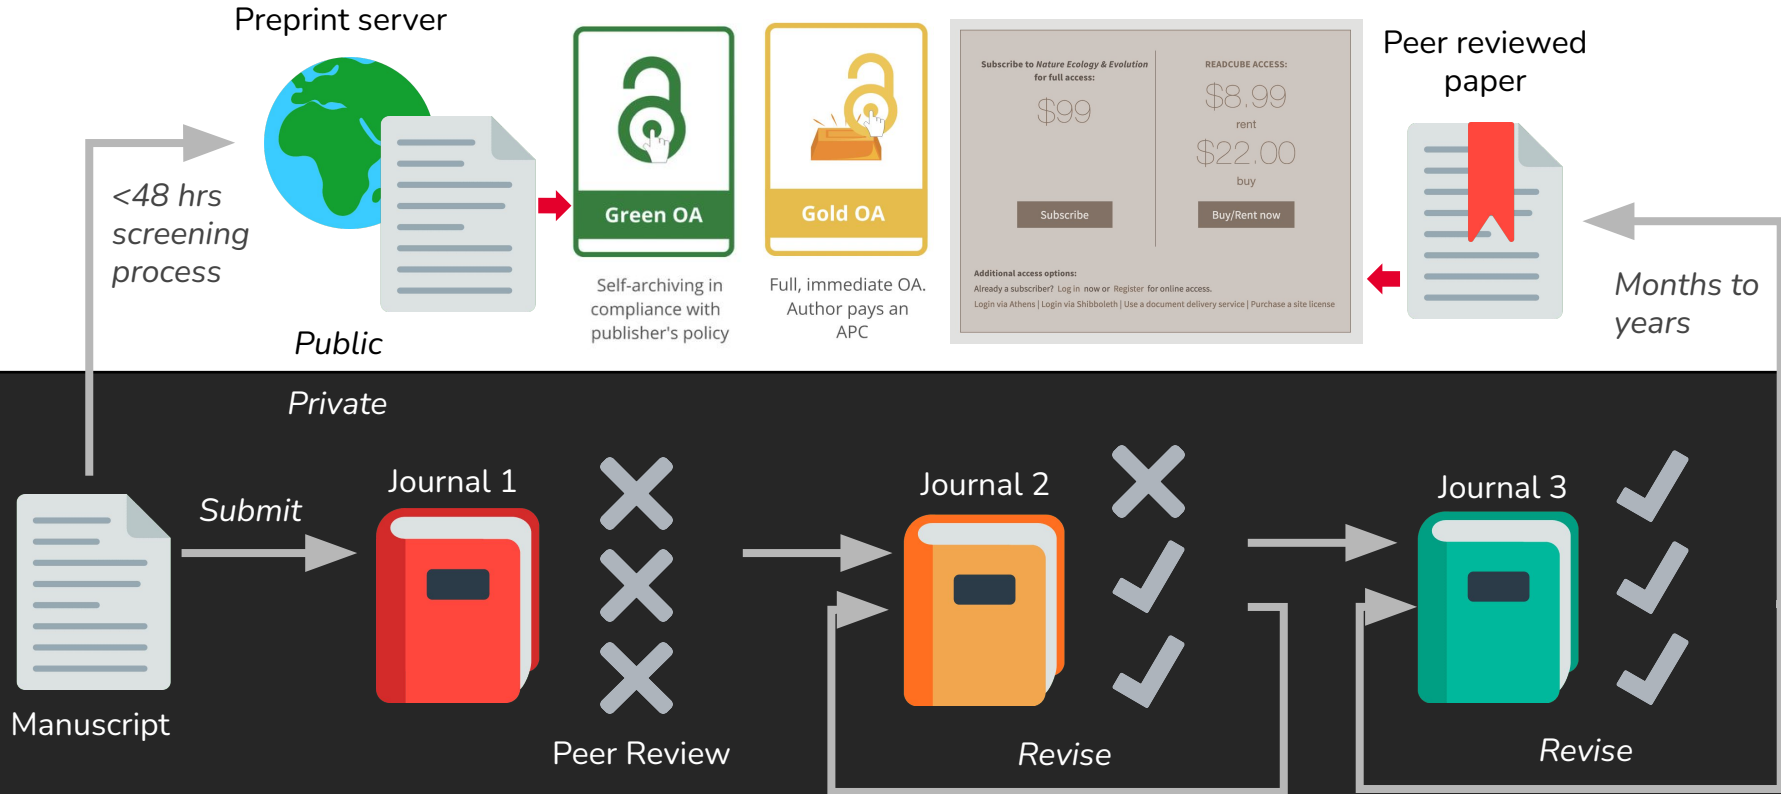 Preprint server
<48 hrs
screening
process
Public
Green OA
Self-archiving in
compliance with
publisher's policy
Gold OA
Full, immediate OA.
Author pays an
APC
Subscribe to Nature Ecology & Evolution
for full access:
$99
Subscribe
READCUBE ACCESS:
$8.99
rent
$22.00
buy
Buy/Rent now
Additional access options:
Already a subscriber? Log in now or Register for online access.
Login via Athens | Login via Shibboleth | Use a document delivery service | Purchase a site license
Peer reviewed
paper
Months to
years
Private
Manuscript
Submit
Journal 1
Peer Review
Journal 2
Revise
Journal 3
Revise